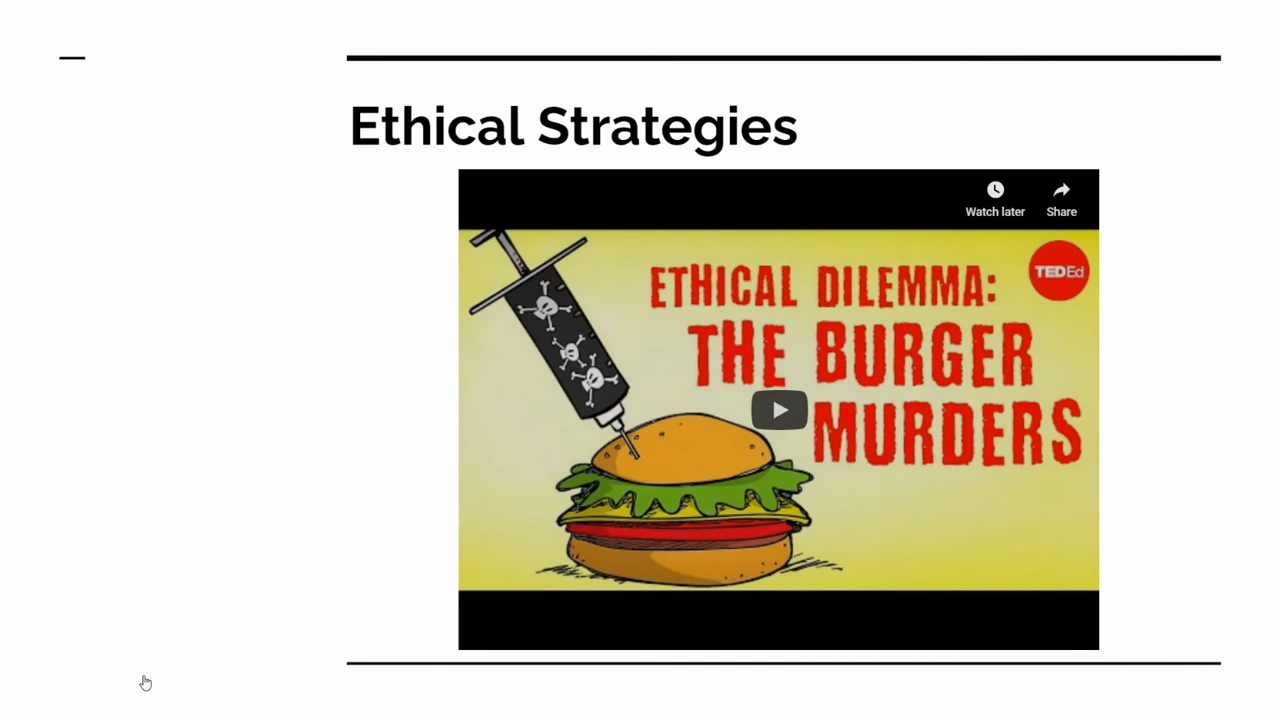 Ethical Strategies
Watch later
Share
TEDEd
ETHICAL DILEMMA:
THE BURGER
MURDERS